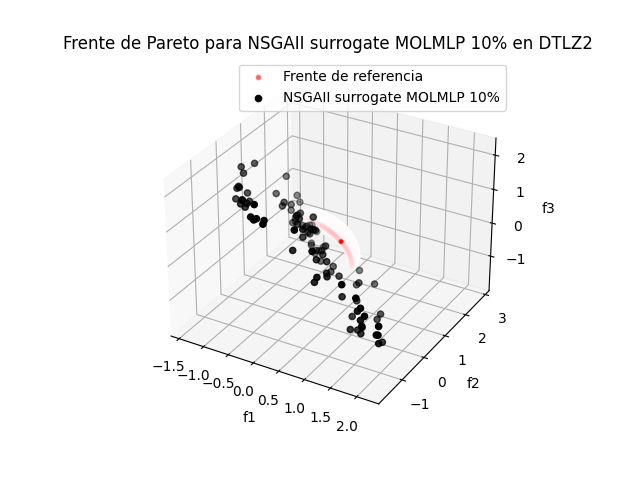 Frente de Pareto para NSGAII surrogate MOLMLP 10% en DTLZ2
Frente de referencia
NSGAII surrogate MOLMLP 10%
2
1
0
−1
f3
3
2
1
0
−1
f2
−1.5
−1.0
−0.5
0.0
0.5
1.0
1.5
2.0
f1